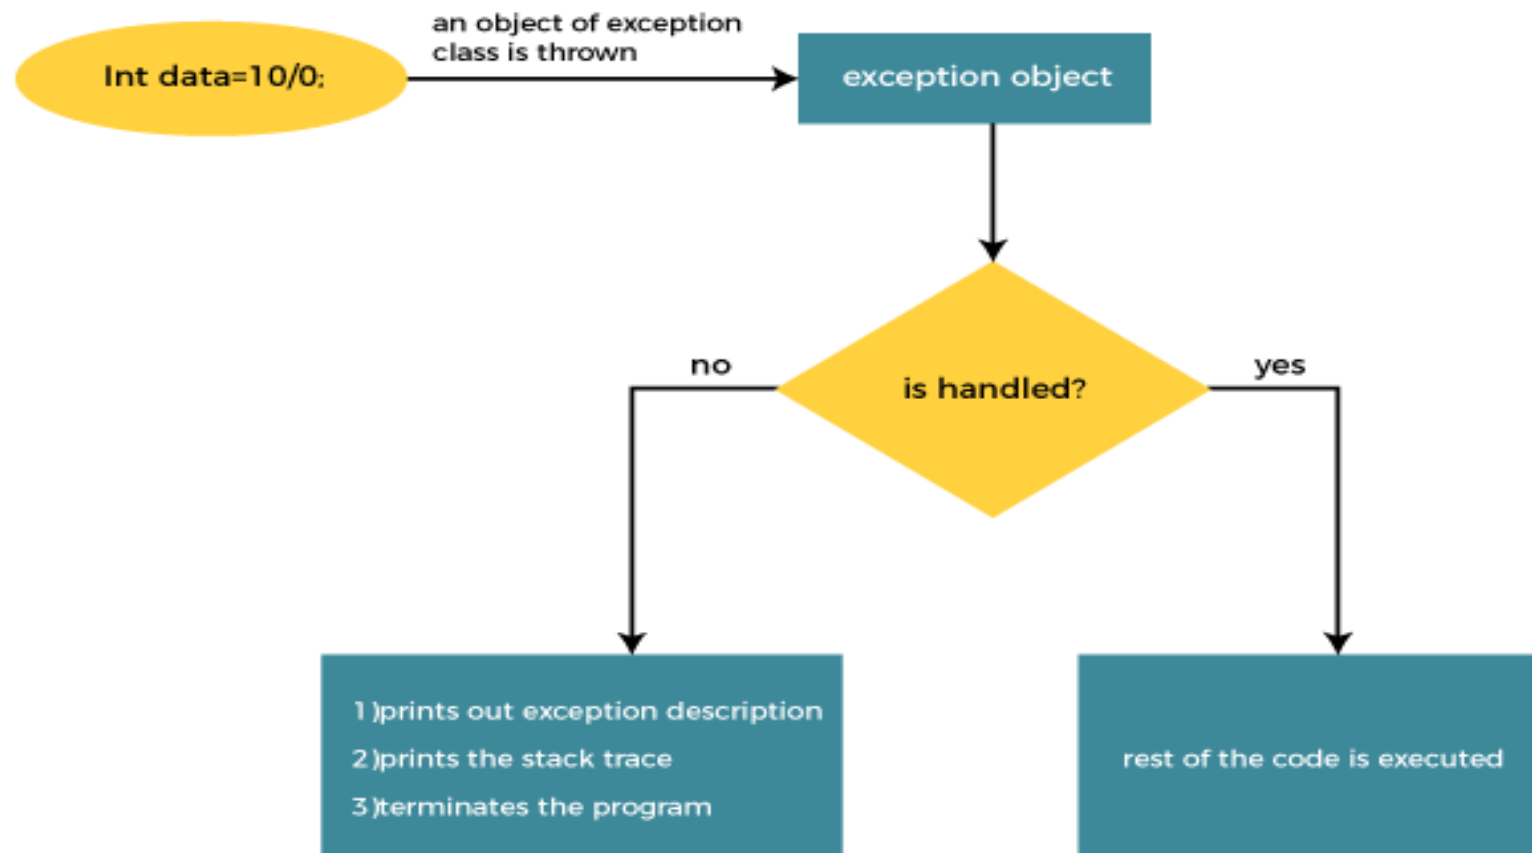 an object of exception
class is thrown
Int data=10/0;
exception object
no
yes
is handled?
1)prints out exception description
2)prints the stack trace
3)terminates the program
rest of the code is executed